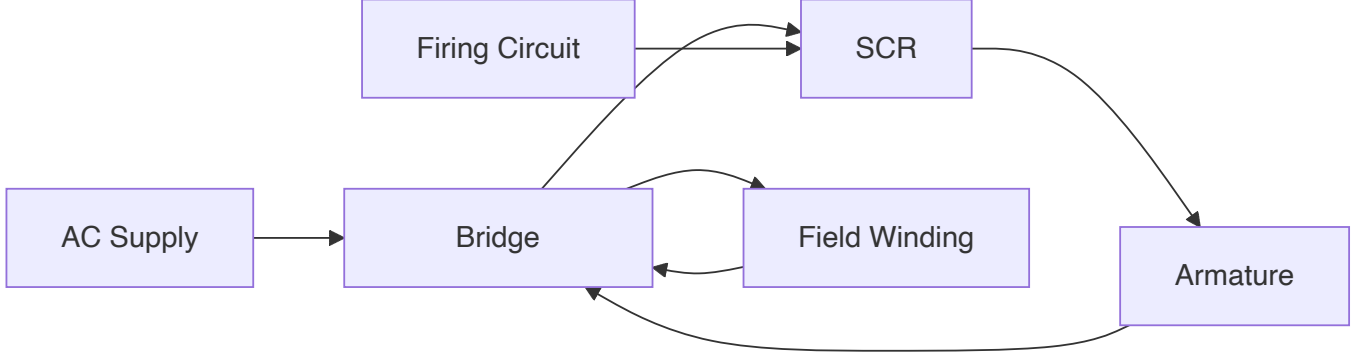 Firing Circuit
SCR
AC Supply
Bridge
Field Winding
Armature